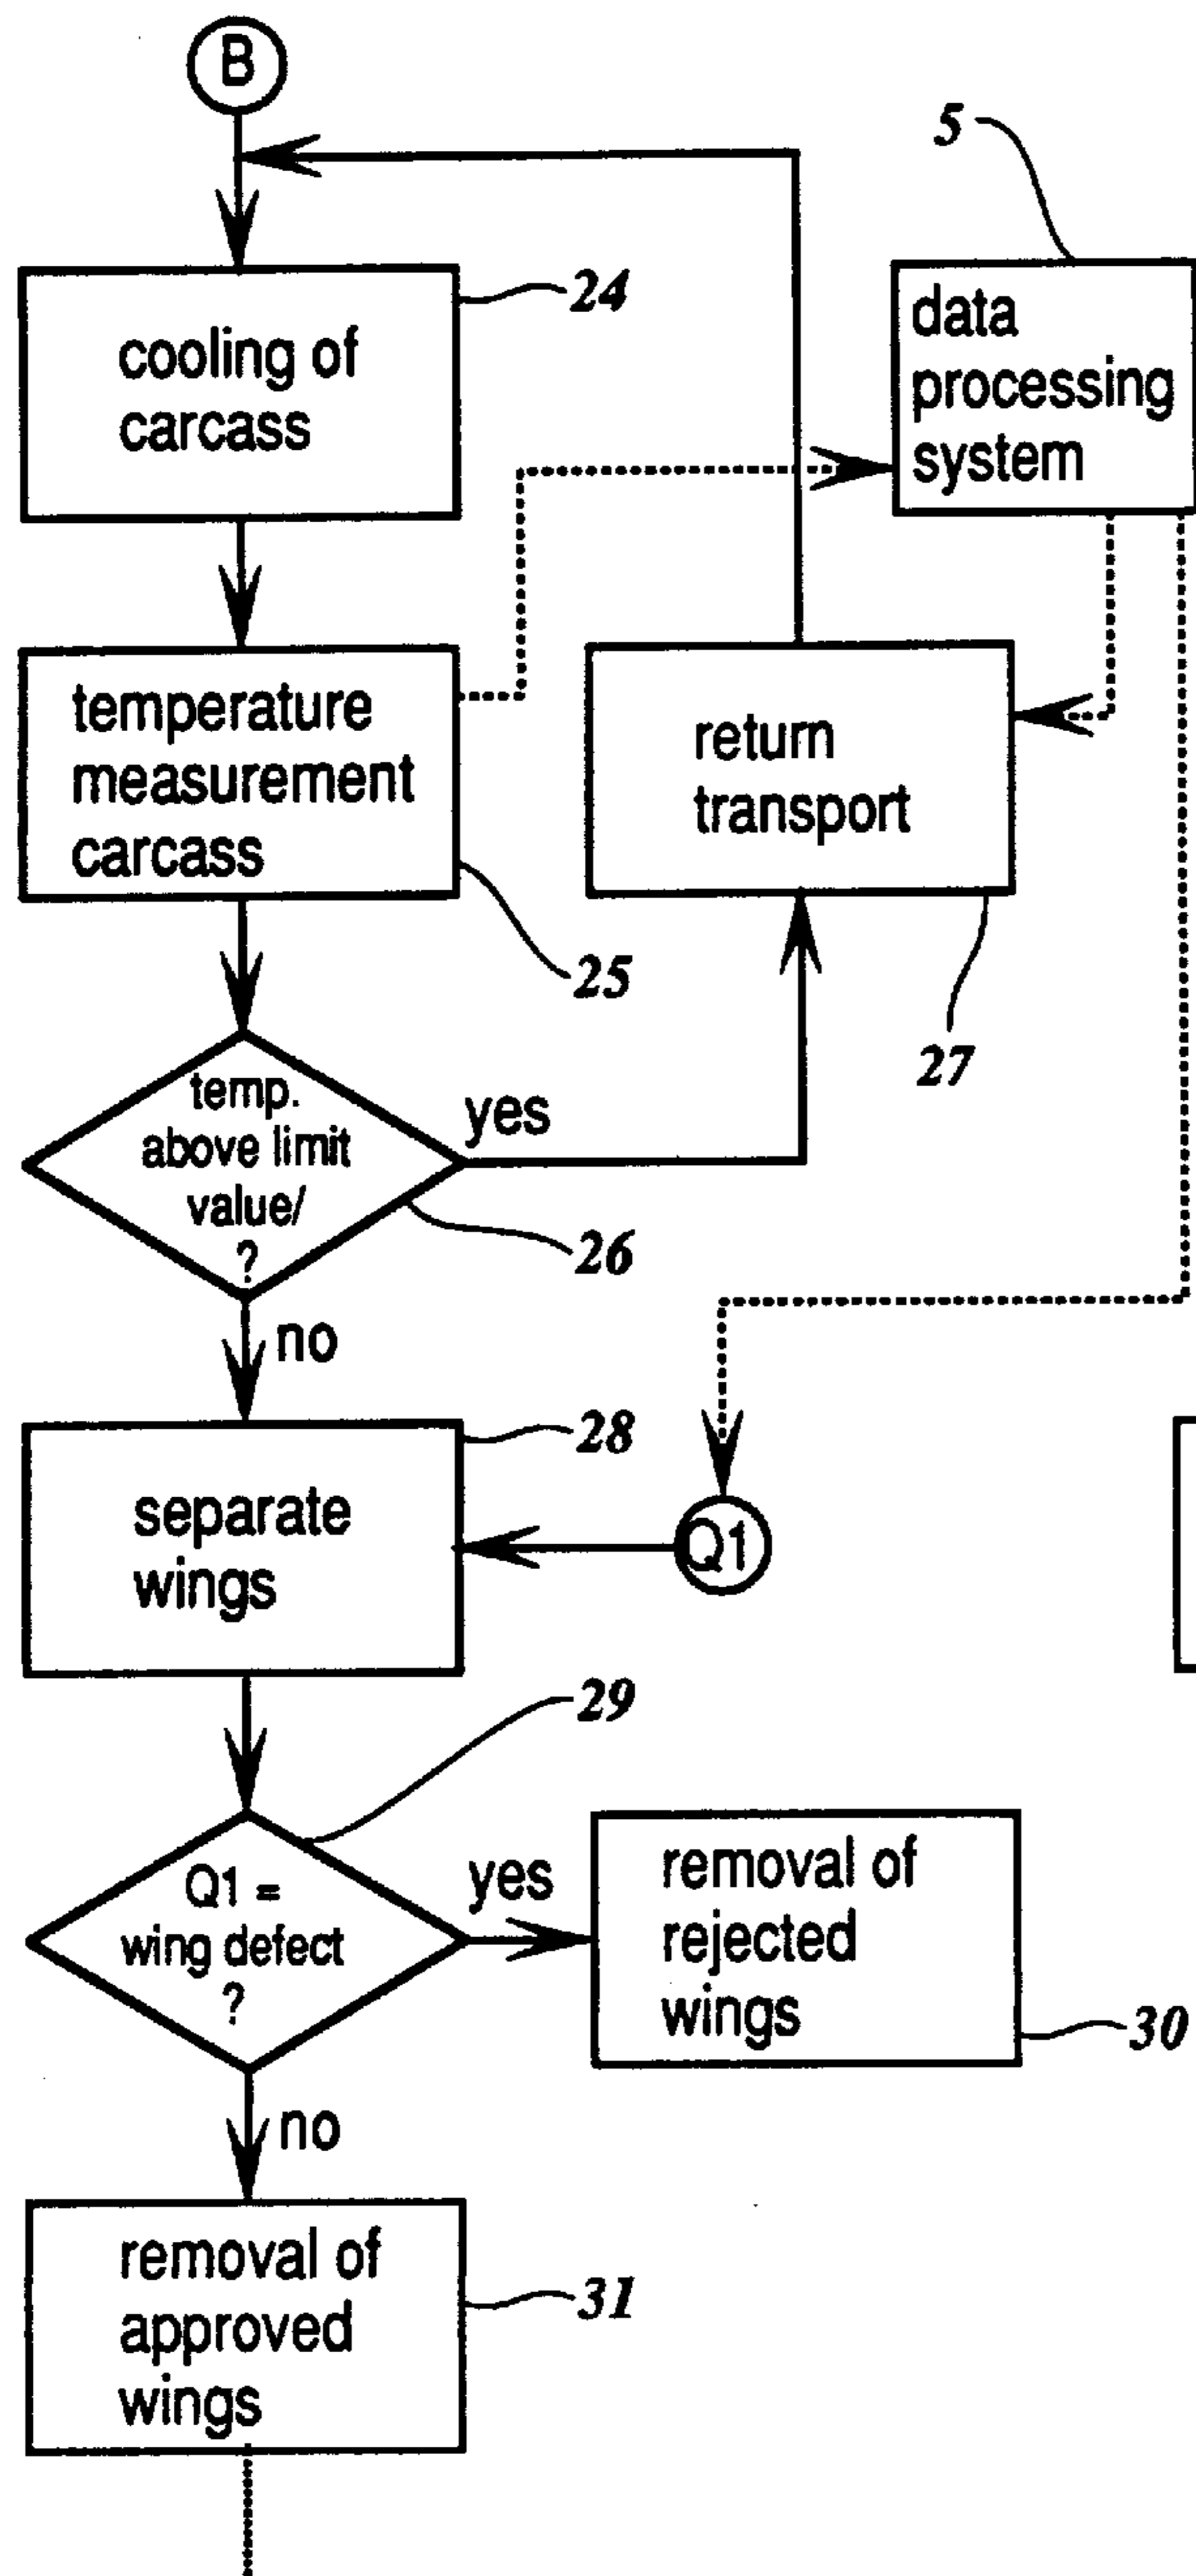 B
5
cooling of
carcass
24
data
processing
system
temperature
measurement
carcass
25
return
transport
27
temp.
above limit
value/
?
yes
26
no
separate
wings
28
Q1
29
Q1 =
wing defect
?
yes
removal of
rejected
wings
30
no
removal of
approved
wings
31